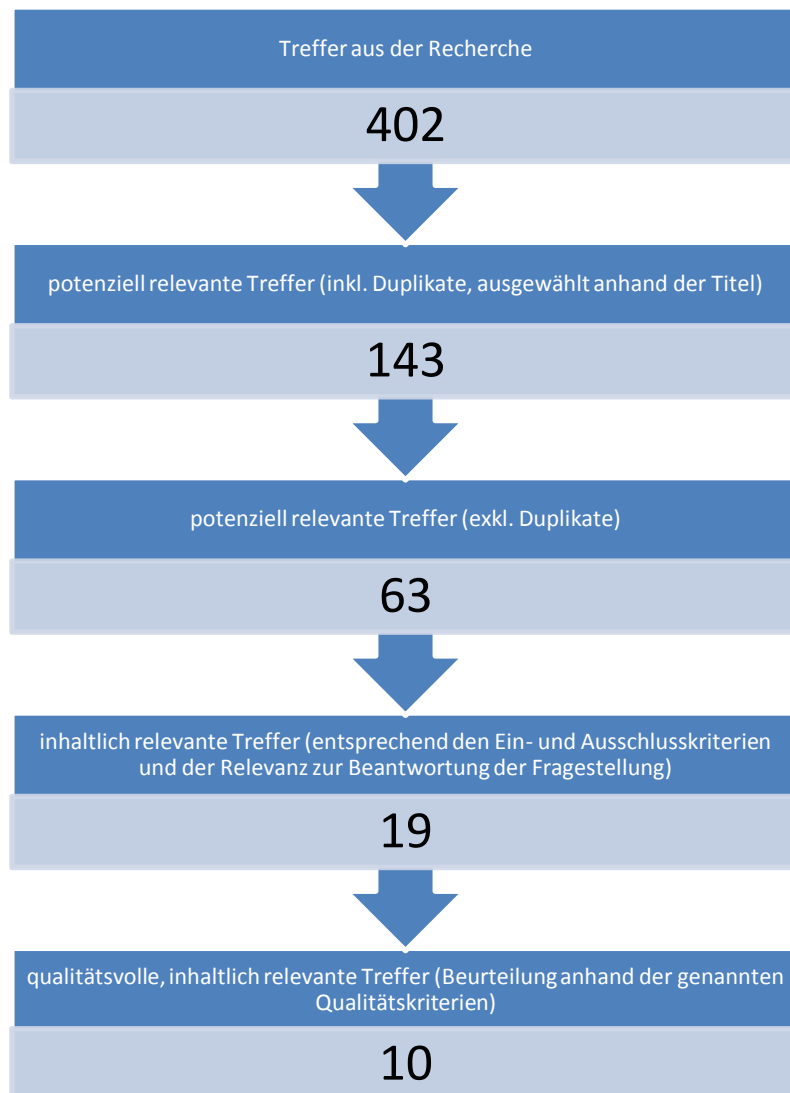 Treffer aus der Recherche
402
potenziell relevante Treffer (inkl. Duplikate, ausgewählt anhand der Titel)
143
potenziell relevante Treffer (exkl. Duplikate)
63
inhaltlich relevante Treffer (entsprechend den Ein- und Ausschlusskriterien
und der Relevanz zur Beantwortung der Fragestellung)
19
qualitätsvolle, inhaltlich relevante Treffer (Beurteilung anhand der genannten
Qualitätskriterien)
10